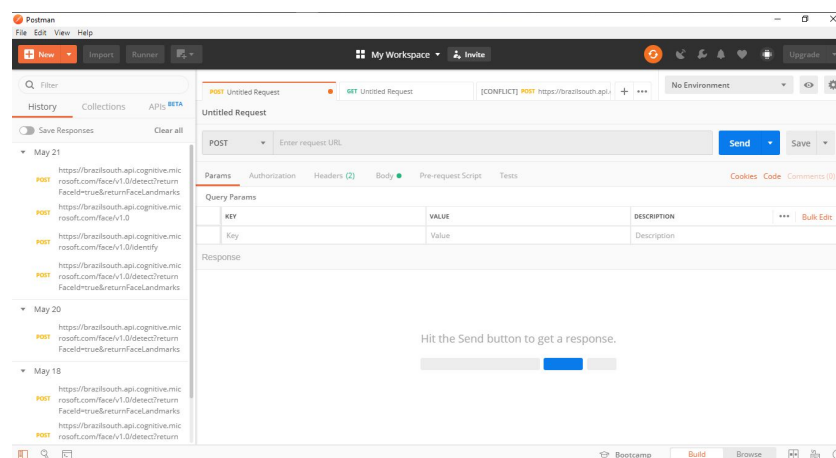 Postman
File Edit View Help
New Import Runner My Workspace Invite Upgrade
Filter
History Collections APIs BETA
Save Responses Clear all
May 21
POST https://brazilsouth.api.cognitive.mic
rosoft.com/face/v1.0/detect?return
FaceId=true&returnFaceLandmarks
POST https://brazilsouth.api.cognitive.mic
rosoft.com/face/v1.0
POST https://brazilsouth.api.cognitive.mic
rosoft.com/face/v1.0/identify
POST https://brazilsouth.api.cognitive.mic
rosoft.com/face/v1.0/detect?return
FaceId=true&returnFaceLandmarks
May 20
POST https://brazilsouth.api.cognitive.mic
rosoft.com/face/v1.0/detect?return
FaceId=true&returnFaceLandmarks
May 18
POST https://brazilsouth.api.cognitive.mic
rosoft.com/face/v1.0/detect?return
FaceId=true&returnFaceLandmarks
POST https://brazilsouth.api.cognitive.mic
rosoft.com/face/v1.0/detect?return
POST Untitled Request GET Untitled Request [CONFLICT] POST https://brazilsouth.api. No Environment
Untitled Request
POST Enter request URL Send Save
Params Authorization Headers (2) Body Pre-request Script Tests Cookies Code Comments (0)
Query Params
KEY VALUE DESCRIPTION Bulk Edit
Key Value Description
Response
Hit the Send button to get a response.
Bootcamp Build Browse